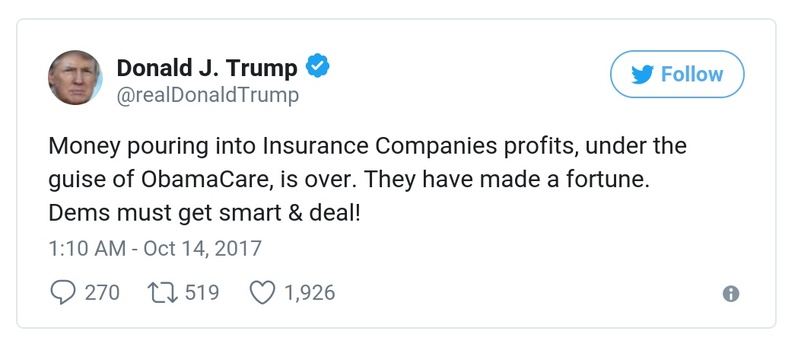 Donald J. Trump
@realDonaldTrump
Follow
Money pouring into Insurance Companies profits, under the
guise of ObamaCare, is over. They have made a fortune.
Dems must get smart & deal!
1:10 AM - Oct 14, 2017
270 519 1,926